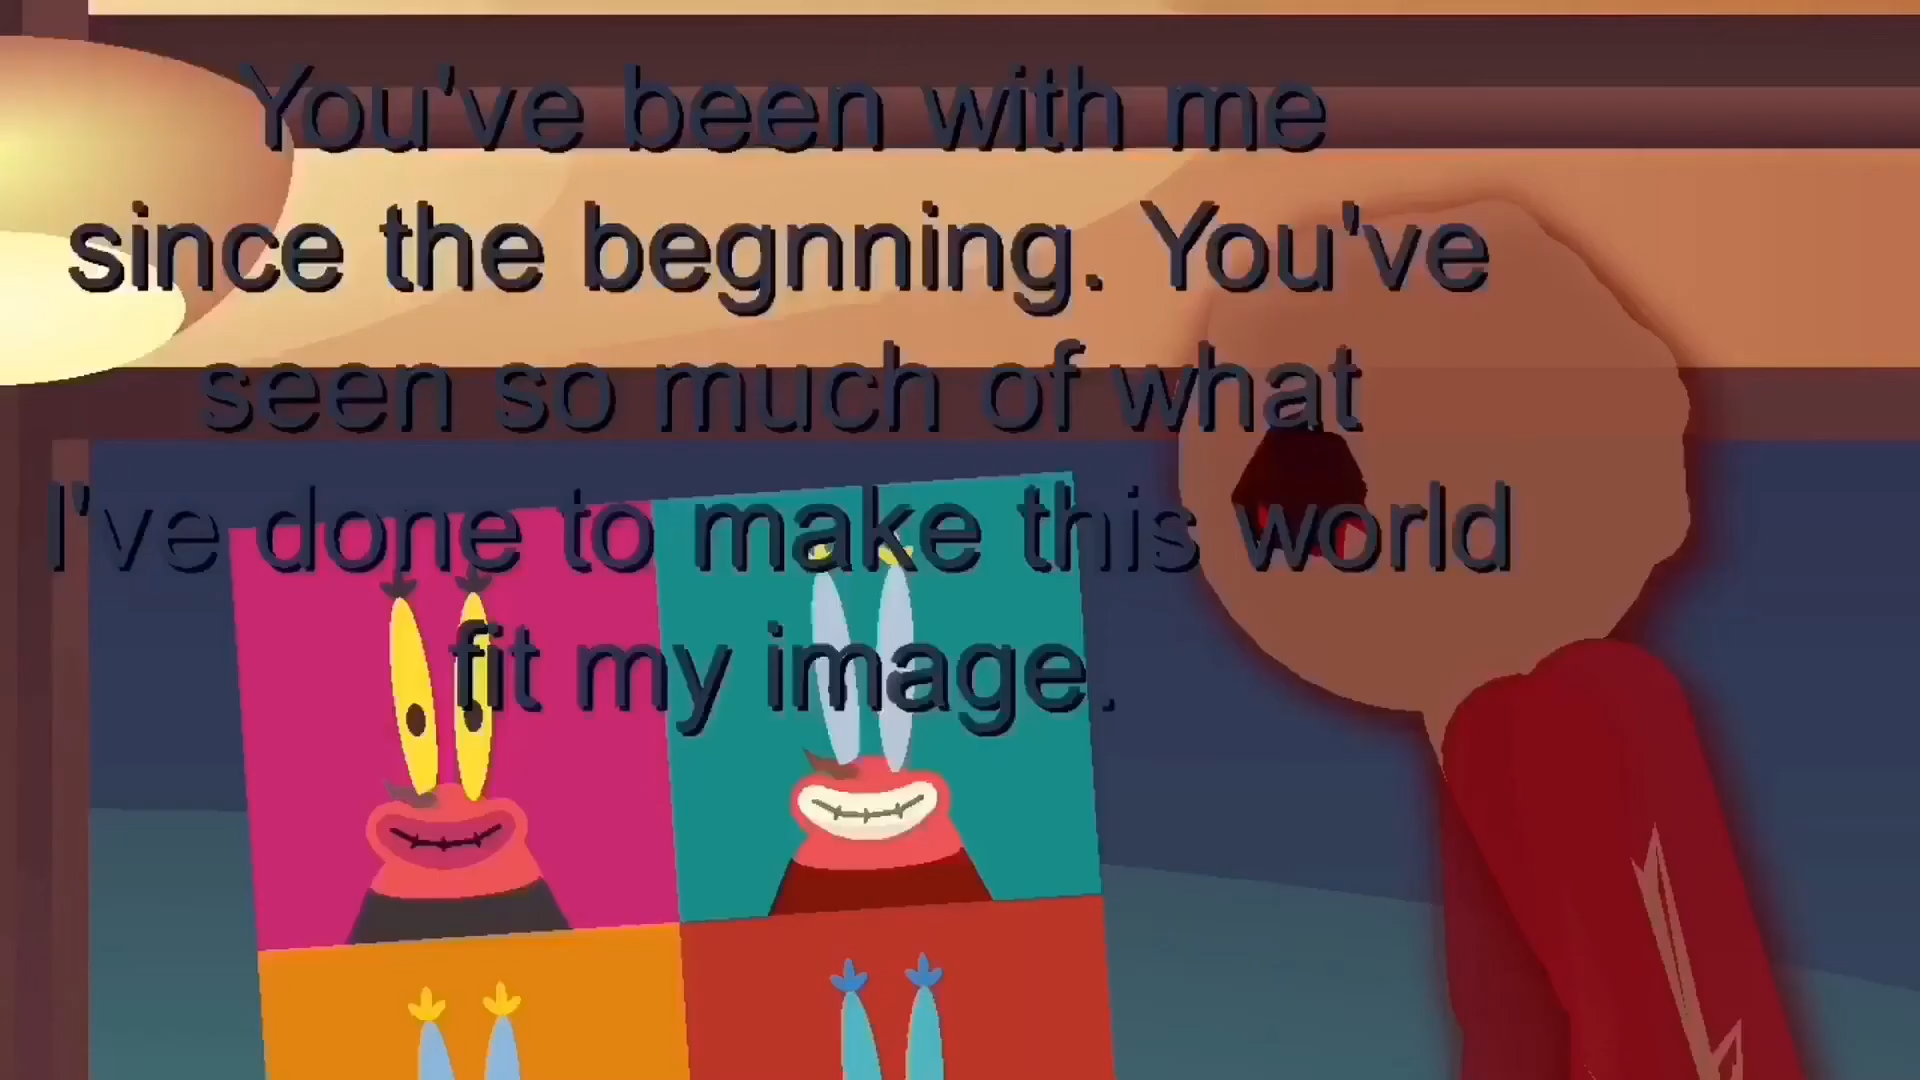 You've been with me
since the begnning. You've
seen so much of what
I've done to make this world
fit my image.